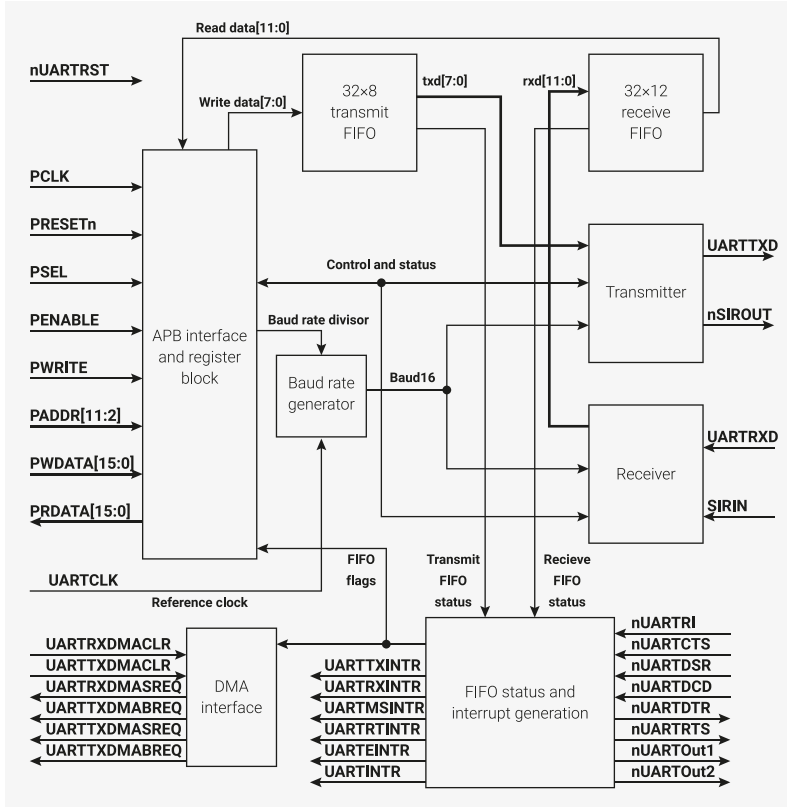 Read data[11:0]
nUARTRST
32×8
transmit
FIFO
txd[7:0]
rxd[11:0]
32×12
receive
FIFO
Write data[7:0]
PCLK
PRESETn
PSEL
PENABLE
PWRITE
PADDR[11:2]
PWDATA[15:0]
PRDATA[15:0]
APB interface
and register
block
Control and status
Baud rate divisor
Baud rate
generator
Baud16
Transmitter
UARTTXD
nSIROUT
Receiver
UARTRXD
SIRIN
UARTCLK
Reference clock
FIFO
flags
Transmit
FIFO
status
Recieve
FIFO
status
UARTRXDMACLR
UARTTXDMACLR
UARTRXDMASREQ
UARTTXDMABREQ
UARTTXDMASREQ
UARTTXDMABREQ
DMA
interface
UARTTXINTR
UARTRXINTR
UARTMSINTR
UARTRTINTR
UARTEINTR
UARTINTR
FIFO status and
interrupt generation
nUARTRI
nUARTCTS
nUARTDSR
nUARTDCD
nUARTDTR
nUARTRTS
nUARTOut1
nUARTOut2